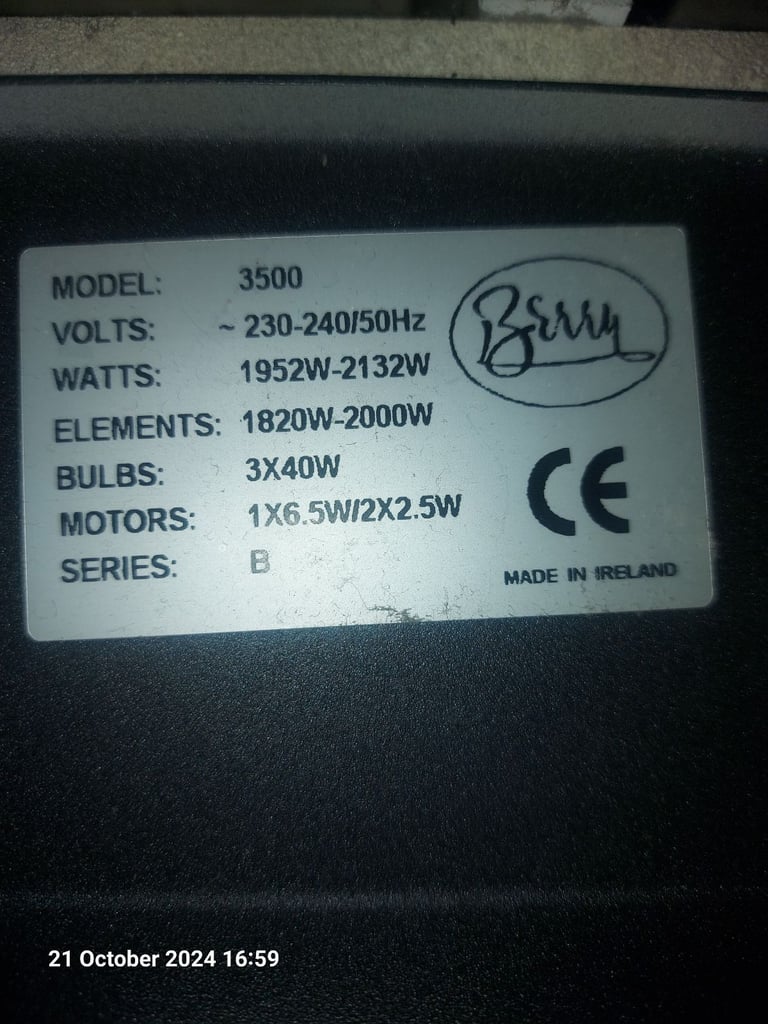 MODEL: 3500
VOLTS: ~ 230-240/50Hz
WATTS: 1952W-2132W
ELEMENTS: 1820W-2000W
BULBS: 3X40W
MOTORS: 1X6.5W/2X2.5W
SERIES: B
Berry
CE
MADE IN IRELAND
21 October 2024 16:59